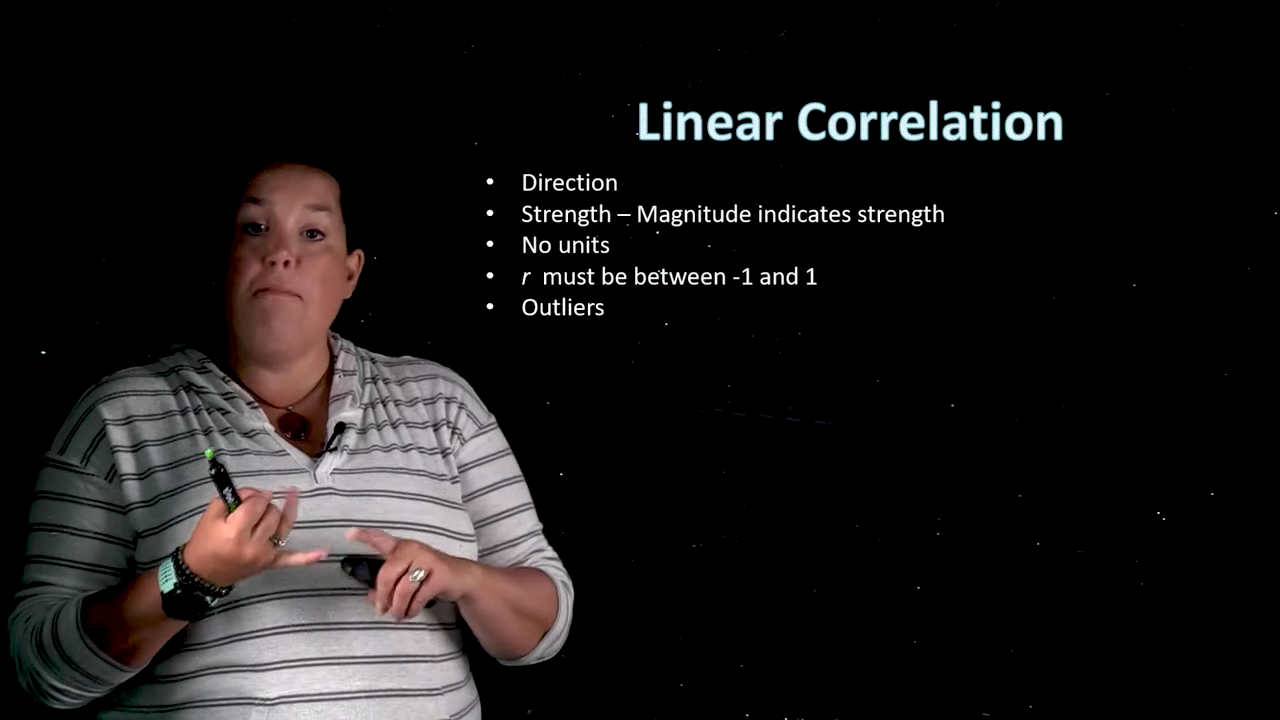 Linear Correlation
• Direction
• Strength – Magnitude indicates strength
• No units
• r must be between -1 and 1
• Outliers